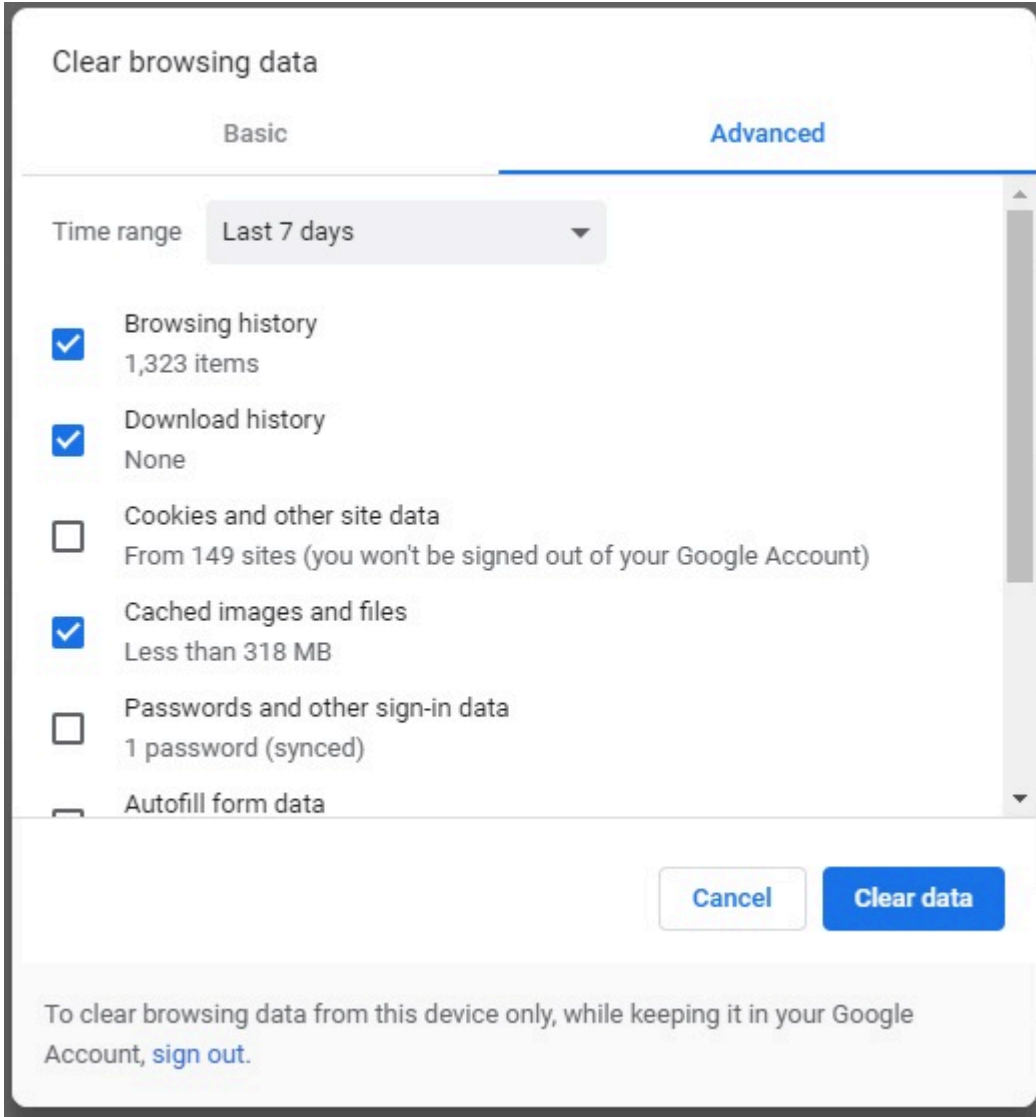 Clear browsing data
Basic
Advanced
Time range
Last 7 days
Browsing history
1,323 items
Download history
None
Cookies and other site data
From 149 sites (you won't be signed out of your Google Account)
Cached images and files
Less than 318 MB
Passwords and other sign-in data
1 password (synced)
Autofill form data
Cancel
Clear data
To clear browsing data from this device only, while keeping it in your Google
Account, sign out.